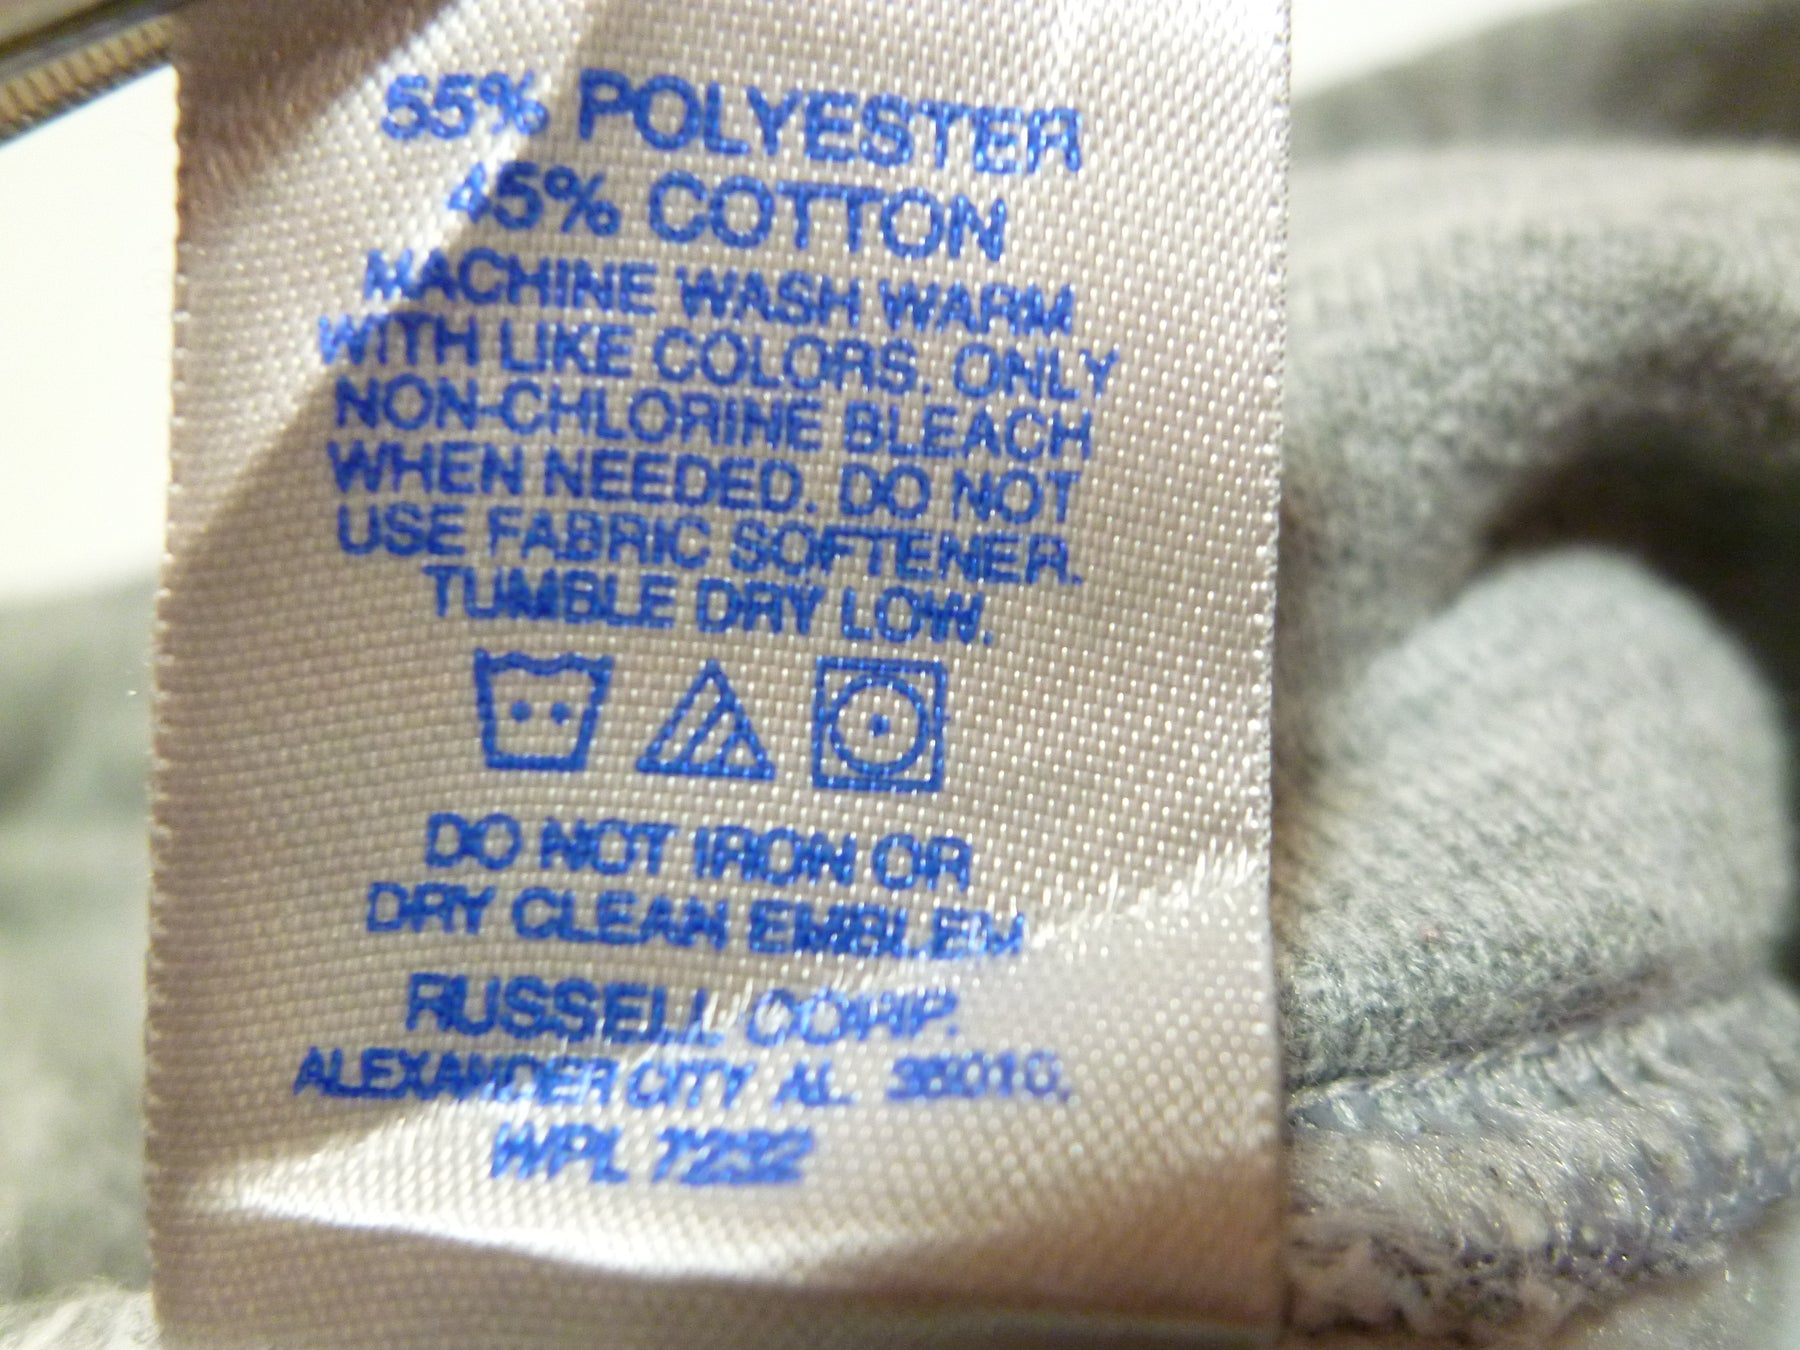 55% POLYESTER
45% COTTON
MACHINE WASH WARM
WITH LIKE COLORS. ONLY
NON-CHLORINE BLEACH
WHEN NEEDED. DO NOT
USE FABRIC SOFTENER.
TUMBLE DRY LOW.
DO NOT IRON OR
DRY CLEAN EMBLEM
RUSSELL CORP.
ALEXANDER CITY AL. 35010.
WPL 7232